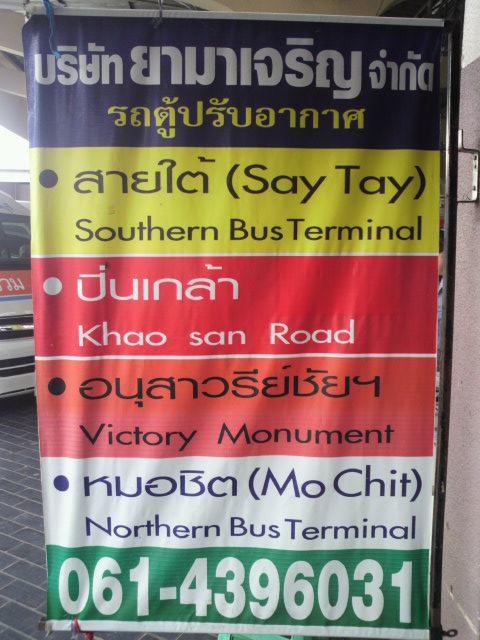 บริษัท ยามาเจริญ จำกัด
รถตู้ปรับอากาศ
• สายใต้ (Say Tay)
Southern Bus Terminal
• ปิ่นเกล้า
Khao san Road
• อนุสาวรีย์ชัยฯ
Victory Monument
• หมอชิต (Mo Chit)
Northern Bus Terminal
061-4396031